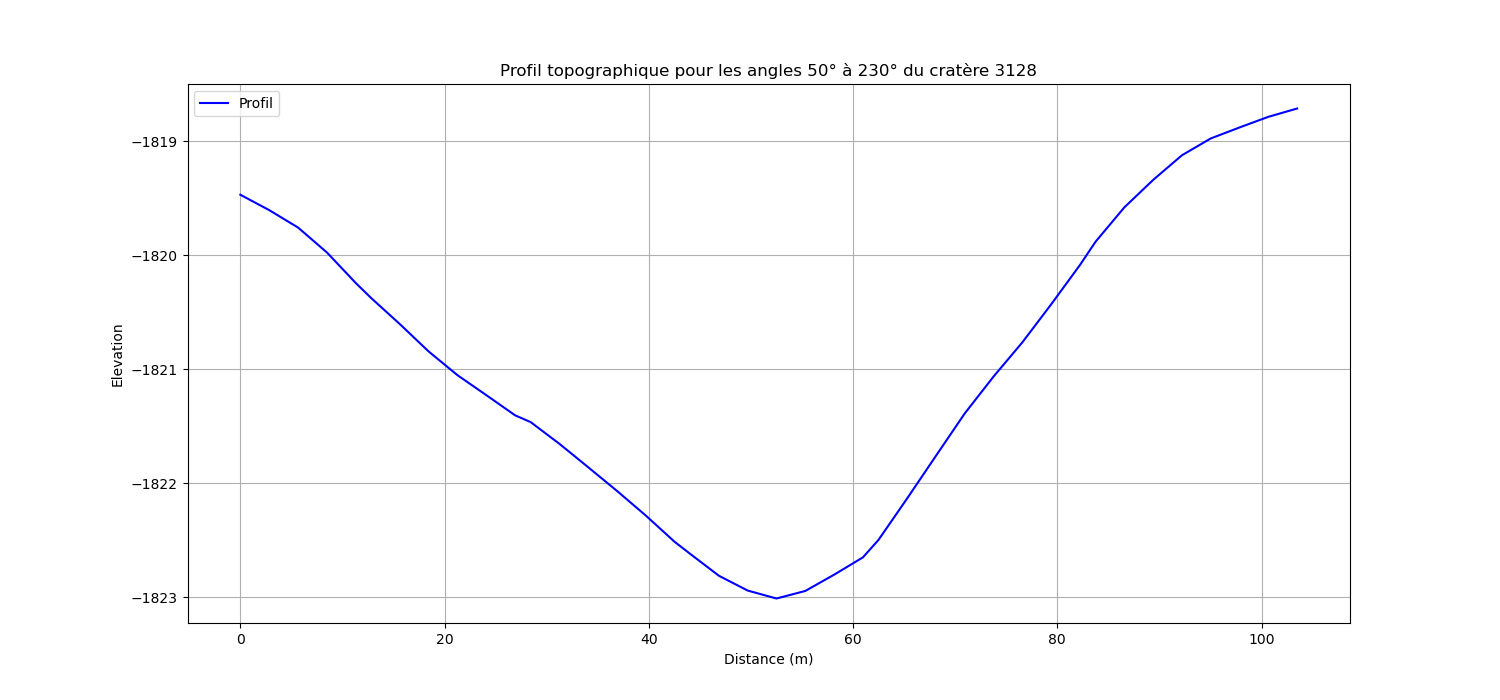 Profil topographique pour les angles 50° à 230° du cratère 3128
Profil
−1819
−1820
−1821
−1822
−1823
Elevation
0 20 40 60 80 100
Distance (m)